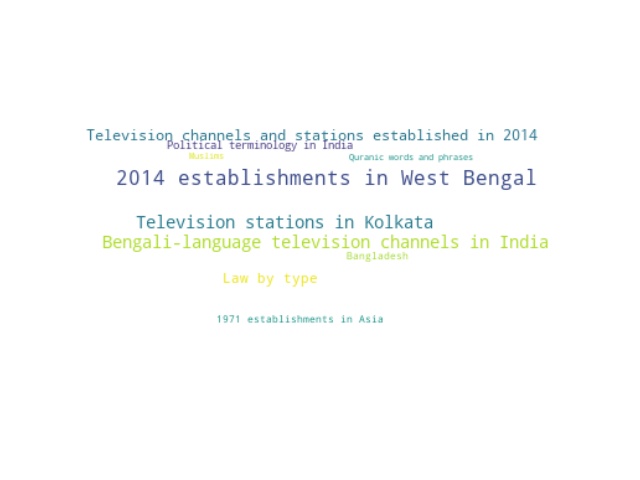 Television channels and stations established in 2014
Political terminology in India
Muslims
Quranic words and phrases
2014 establishments in West Bengal
Television stations in Kolkata
Bengali-language television channels in India
Bangladesh
Law by type
1971 establishments in Asia